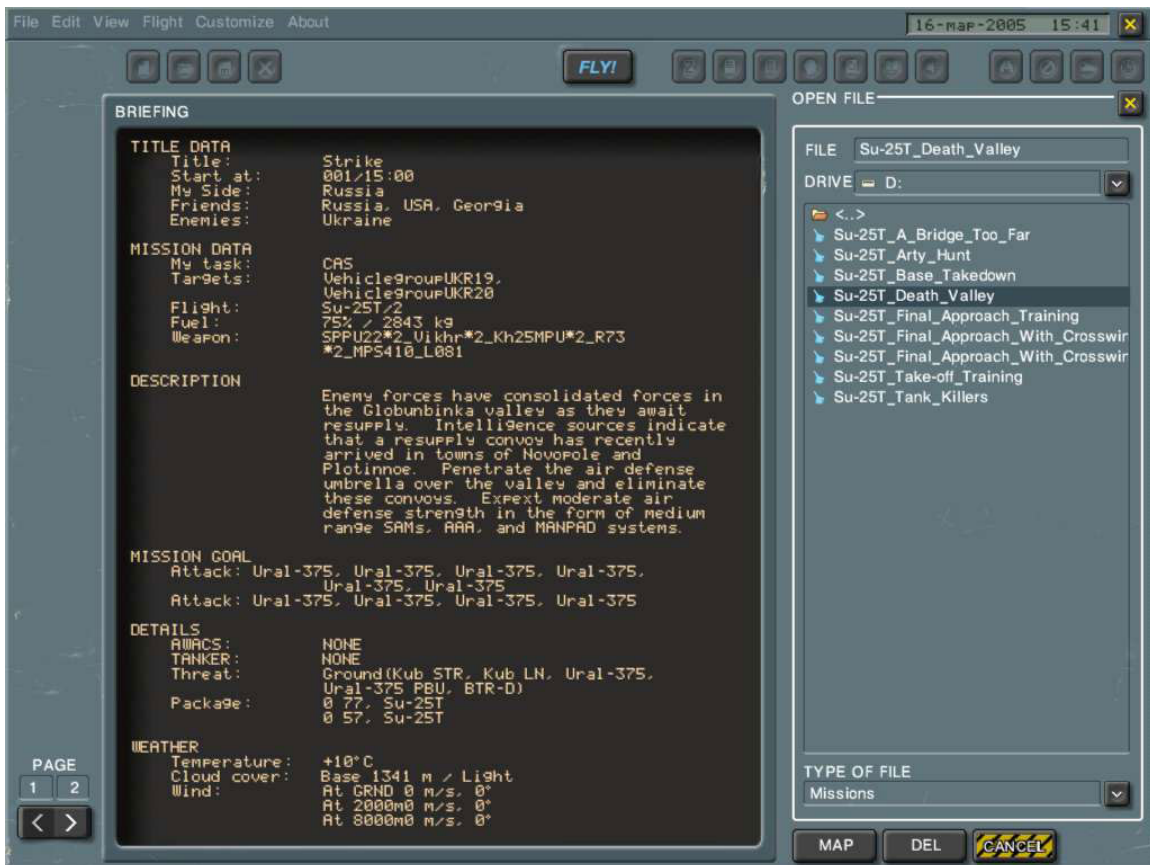 File Edit View Flight Customize About
16-мар-2005 15:41
FLY!
BRIEFING
TITLE DATA
Title: Strike
Start at: 001/15:00
My Side: Russia
Friends: Russia, USA, Georgia
Enemies: Ukraine
MISSION DATA
My task: CAS
Targets: VehiclegroupUKR19,
VehiclegroupUKR20
Flight: Su-25T/2
Fuel: 75% / 2843 kg
Weapon: SPPU22*2_Vikhr*2_Kh25MPU*2_R73
*2_MPS410_L081
DESCRIPTION
Enemy forces have consolidated forces in
the Globunbinka valley as they await
resupply. Intelligence sources indicate
that a resupply convoy has recently
arrived in towns of Novopole and
Plotinnoe. Penetrate the air defense
umbrella over the valley and eliminate
these convoys. Expext moderate air
defense strength in the form of medium
range SAMs, AAA, and MANPAD systems.
MISSION GOAL
Attack: Ural-375, Ural-375, Ural-375, Ural-375,
Ural-375, Ural-375
Attack: Ural-375, Ural-375, Ural-375, Ural-375
DETAILS
AWACS: NONE
TANKER: NONE
Threat: Ground(Kub STR, Kub LN, Ural-375,
Ural-375 PBU, BTR-D)
Package: 0 77, Su-25T
0 57, Su-25T
WEATHER
Temperature: +10°C
Cloud cover: Base 1341 m / Light
Wind: At GRND 0 m/s, 0°
At 2000m0 m/s, 0°
At 8000m0 m/s, 0°
PAGE
1 2
< >
OPEN FILE
FILE Su-25T_Death_Valley
DRIVE D:
<..>
Su-25T_A_Bridge_Too_Far
Su-25T_Arty_Hunt
Su-25T_Base_Takedown
Su-25T_Death_Valley
Su-25T_Final_Approach_Training
Su-25T_Final_Approach_With_Crosswir
Su-25T_Final_Approach_With_Crosswir
Su-25T_Take-off_Training
Su-25T_Tank_Killers
TYPE OF FILE
Missions
MAP DEL CANCEL